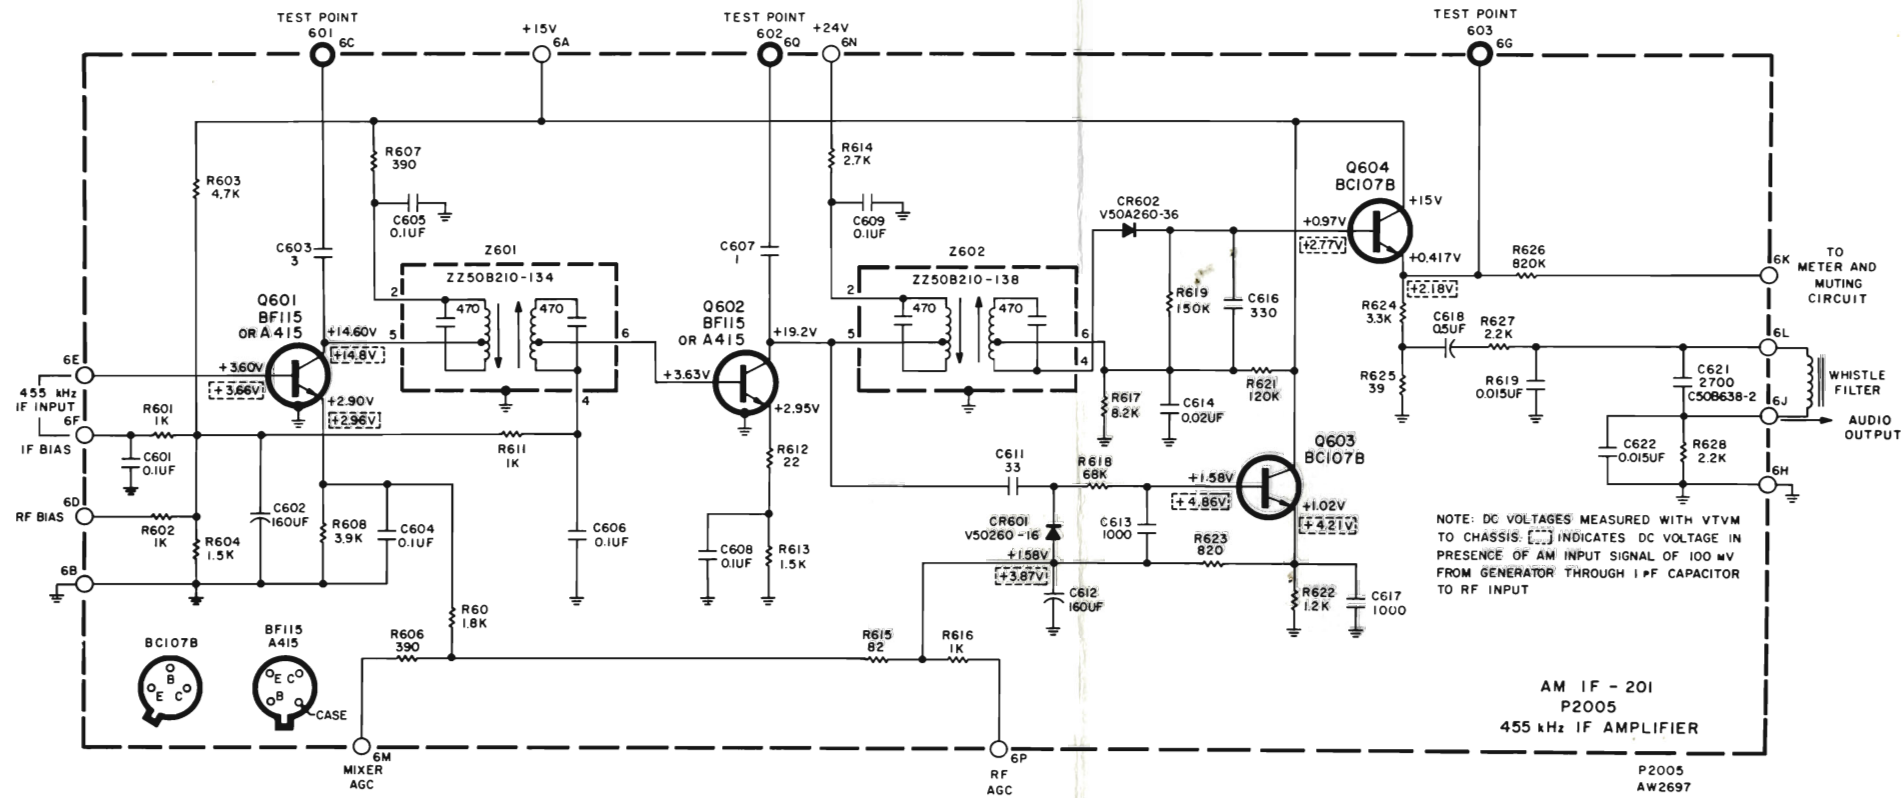 TEST POINT
601
6C
+15V
6A
TEST POINT
602
6Q
+24V
6N
TEST POINT
603
6G
R603
4.7K
R607
390
C605
0.1UF
C603
3
R614
2.7K
C609
0.1UF
C607
1
Z601
ZZ50B210-134
2
470
470
5
6
4
Q601
BF115
OR A415
+14.60V
+14.8V
+3.60V
+3.66V
+2.90V
+2.96V
Q602
BF115
OR A415
+19.2V
+3.63V
+2.95V
Z602
ZZ50B210-138
2
470
470
5
6
4
CR602
V50A260-36
R619
150K
C616
330
Q604
BC107B
+15V
+0.97V
+2.77V
+0.417V
+2.18V
R626
820K
6K
TO
METER AND
MUTING
CIRCUIT
R624
3.3K
C618
05UF
R627
2.2K
6L
R625
39
R619
0.015UF
C621
2700
C50B638-2
WHISTLE
FILTER
6J
AUDIO
OUTPUT
C622
0.015UF
R628
2.2K
6H
6E
455 kHz
IF INPUT
6F
IF BIAS
R601
1K
C601
0.1UF
6D
RF BIAS
R602
1K
R604
1.5K
6B
C602
160UF
R608
3.9K
C604
0.1UF
R611
1K
C606
0.1UF
R612
22
C608
0.1UF
R613
1.5K
R617
8.2K
C614
0.02UF
R621
120K
C611
33
R618
68K
Q603
BC107B
+1.58V
+4.86V
+1.02V
+4.21V
CR601
V50260-16
+1.58V
+3.87V
C613
1000
R623
820
C612
160UF
R622
1.2K
C617
1000
R60
1.8K
R606
390
R615
82
R616
1K
NOTE: DC VOLTAGES MEASURED WITH VTVM
TO CHASSIS. INDICATES DC VOLTAGE IN
PRESENCE OF AM INPUT SIGNAL OF 100 MV
FROM GENERATOR THROUGH 1 PF CAPACITOR
TO RF INPUT
BC107B
B
E C
BF115
A415
E C
B
CASE
6M
MIXER
AGC
6P
RF
AGC
AM IF - 201
P2005
455 kHz IF AMPLIFIER
P2005
AW2697